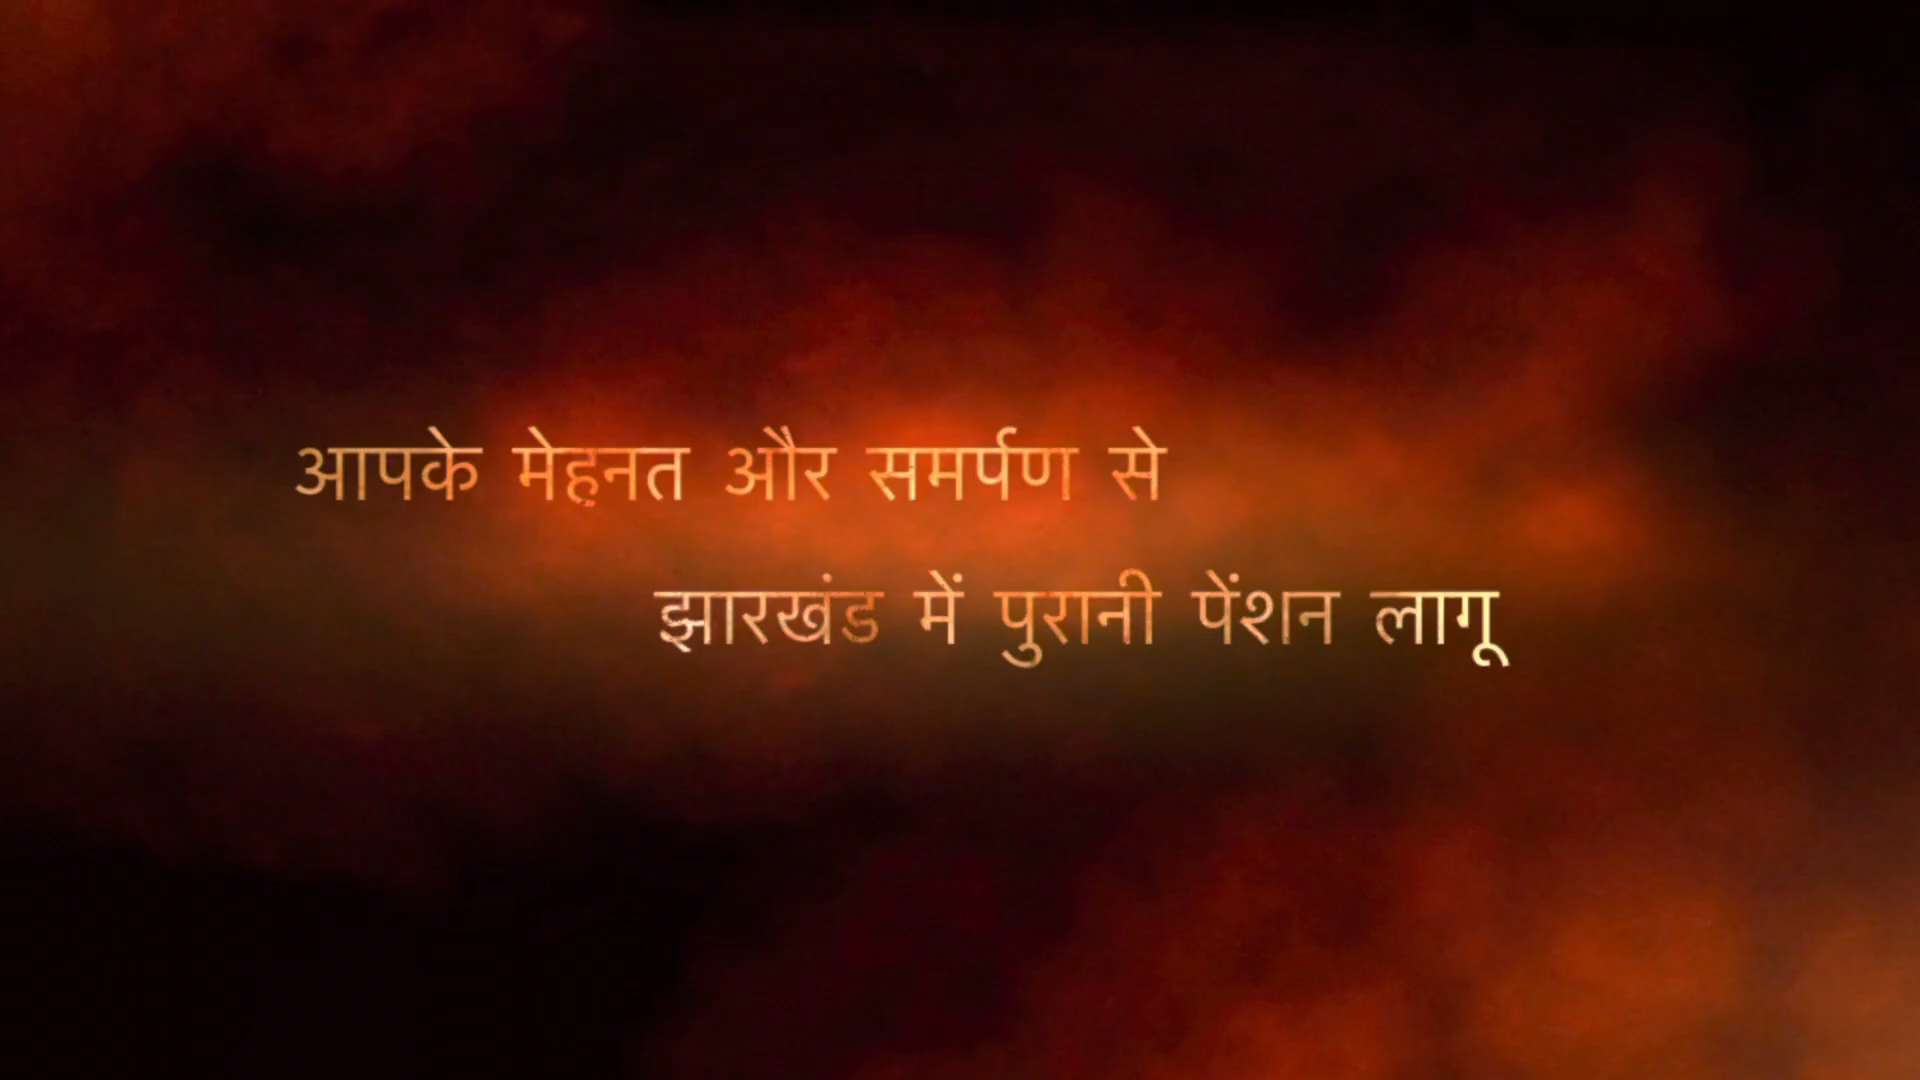 आपके मेहनत और समर्पण से
झारखंड में पुरानी पेंशन लागू